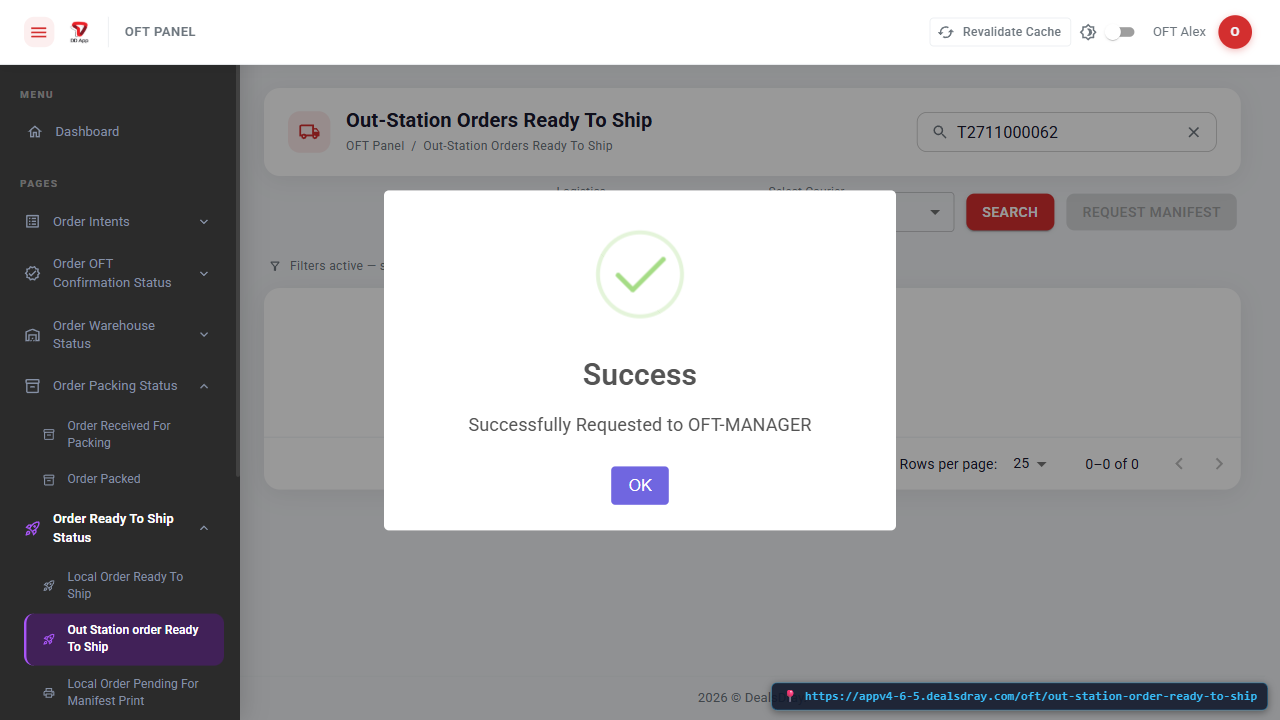 DD-App
OFT PANEL
Revalidate Cache
OFT Alex
O
MENU
Dashboard
PAGES
Order Intents
Order OFT
Confirmation Status
Order Warehouse
Status
Order Packing Status
Order Received For
Packing
Order Packed
Order Ready To Ship
Status
Local Order Ready To
Ship
Out Station order Ready
To Ship
Local Order Pending For
Manifest Print
Out-Station Orders Ready To Ship
OFT Panel / Out-Station Orders Ready To Ship
T2711000062
Logistics
Select Courier
SEARCH
REQUEST MANIFEST
Filters active — s
Success
Successfully Requested to OFT-MANAGER
OK
Rows per page: 25 0–0 of 0
2026 © Deals
https://appv4-6-5.dealsdray.com/oft/out-station-order-ready-to-ship